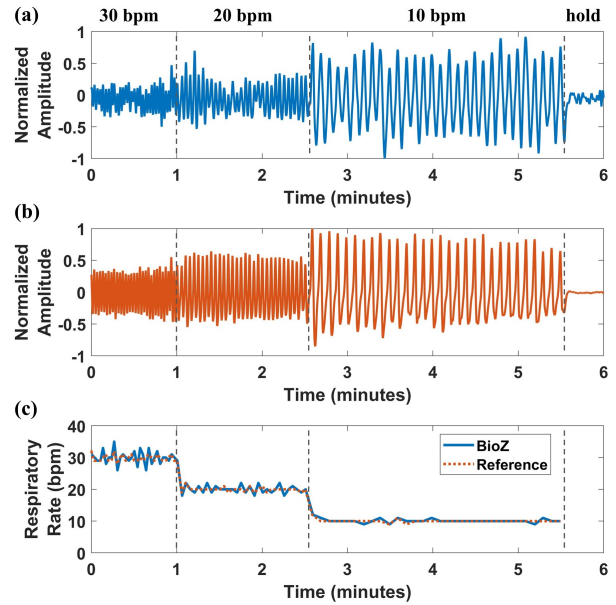 (a) 30 bpm 20 bpm 10 bpm hold
1
0.5
0
-0.5
-1
Normalized
Amplitude
0 1 2 3 4 5 6
Time (minutes)
(b)
1
0.5
0
-0.5
-1
Normalized
Amplitude
0 1 2 3 4 5 6
Time (minutes)
(c)
40
30
20
10
0
Respiratory
Rate (bpm)
BioZ
Reference
0 1 2 3 4 5 6
Time (minutes)